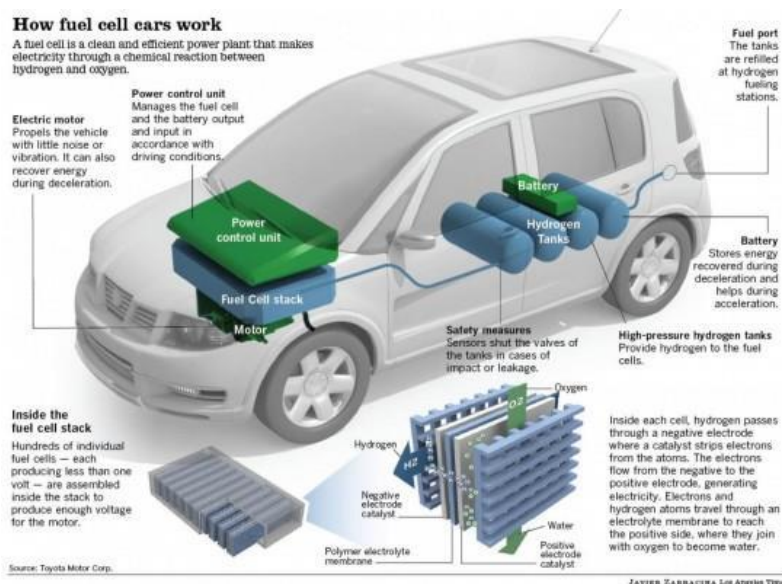 How fuel cell cars work
A fuel cell is a clean and efficient power plant that makes
electricity through a chemical reaction between
hydrogen and oxygen.
Fuel port
The tanks
are refilled
at hydrogen
fueling
stations.
Power control unit
Manages the fuel cell
and the battery output
and input in
accordance with
driving conditions.
Electric motor
Propels the vehicle
with little noise or
vibration. It can also
recover energy
during deceleration.
Battery
Power
control unit
Hydrogen
Tanks
Fuel Cell stack
Motor
Battery
Stores energy
recovered during
deceleration and
helps during
acceleration.
Safety measures
Sensors shut the valves of
the tanks in cases of
impact or leakage.
High-pressure hydrogen tanks
Provide hydrogen to the fuel
cells.
Inside the
fuel cell stack
Hundreds of individual
fuel cells — each
producing less than one
volt — are assembled
inside the stack to
produce enough voltage
for the motor.
Oxygen
O2
Hydrogen
H2
Negative
electrode
catalyst
Polymer electrolyte
membrane
Water
Positive
electrode
catalyst
Inside each cell, hydrogen passes
through a negative electrode
where a catalyst strips electrons
from the atoms. The electrons
flow from the negative to the
positive electrode, generating
electricity. Electrons and
hydrogen atoms travel through an
electrolyte membrane to reach
the positive side, where they join
with oxygen to become water.
Source: Toyota Motor Corp.
JAVIER ZARRACINA Los Angeles